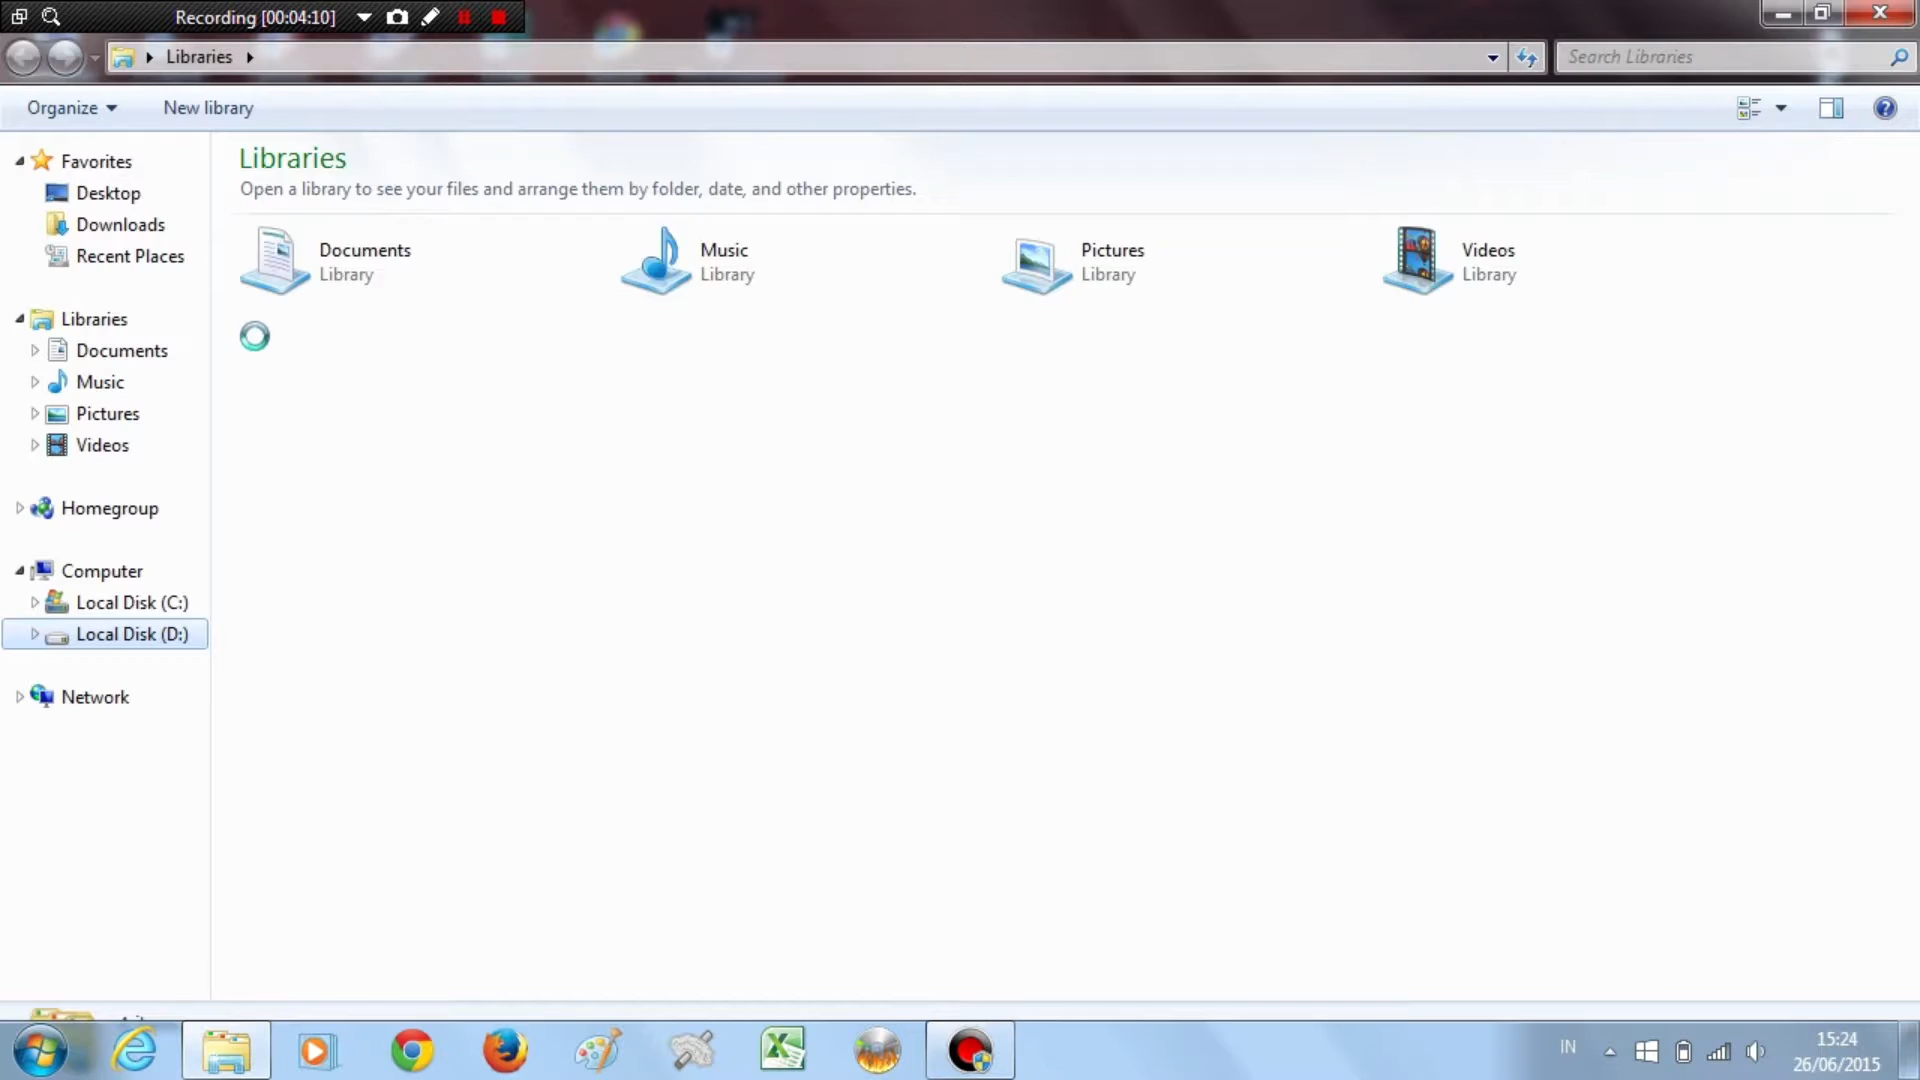 Recording [00:04:10]
Libraries
Search Libraries
Organize
New library
Favorites
Desktop
Downloads
Recent Places
Libraries
Documents
Music
Pictures
Videos
Homegroup
Computer
Local Disk (C:)
Local Disk (D:)
Network
Libraries
Open a library to see your files and arrange them by folder, date, and other properties.
Documents
Library
Music
Library
Pictures
Library
Videos
Library
IN
15:24
26/06/2015